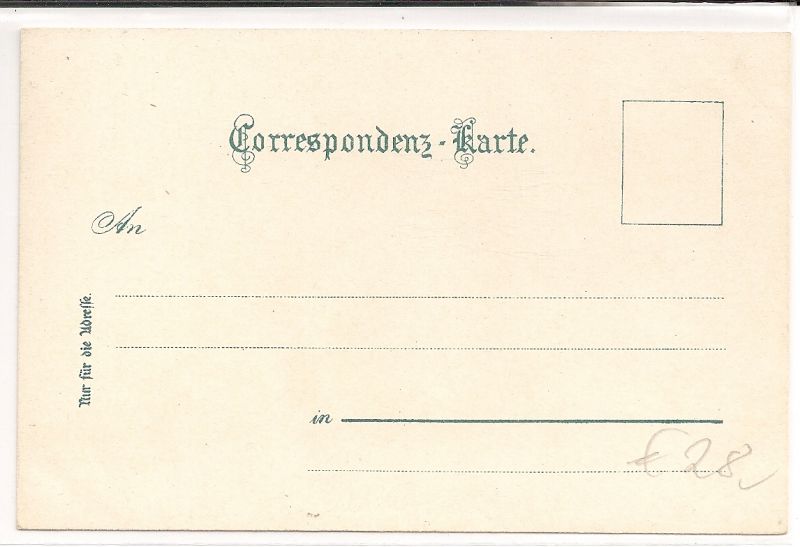 Correspondenz-Karte.
An
Nur für die Adresse.
in
€ 28,